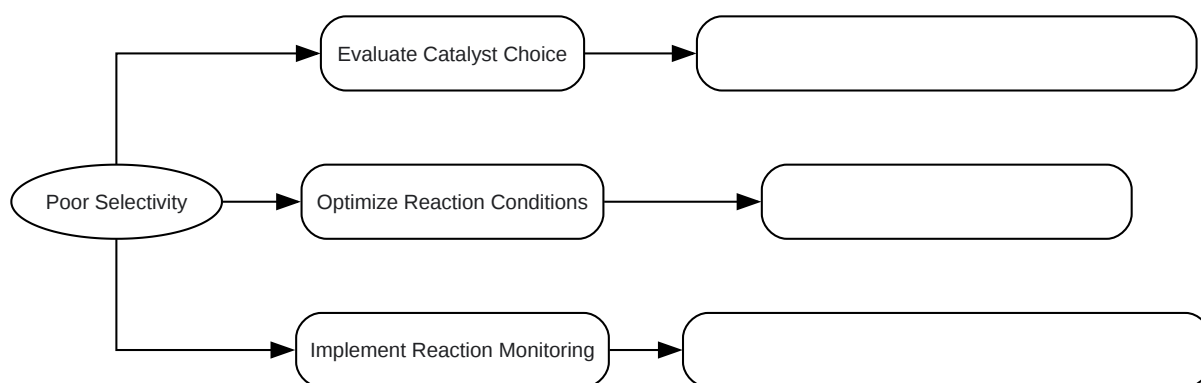 Evaluate Catalyst Choice
Poor Selectivity
Optimize Reaction Conditions
Implement Reaction Monitoring